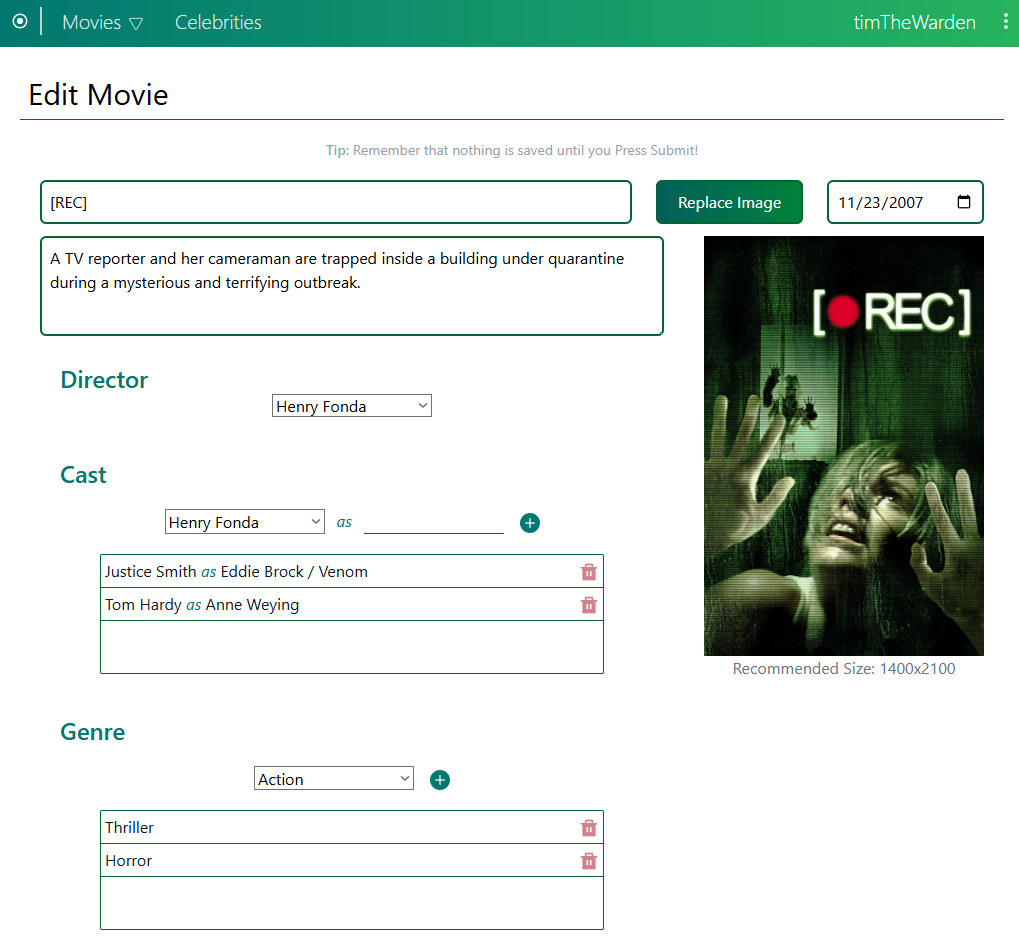 Movies ▽ Celebrities timTheWarden
Edit Movie
Tip: Remember that nothing is saved until you Press Submit!
[REC] Replace Image 11/23/2007
A TV reporter and her cameraman are trapped inside a building under quarantine
during a mysterious and terrifying outbreak.
[REC]
Director
Henry Fonda
Cast
Henry Fonda as
Justice Smith as Eddie Brock / Venom
Tom Hardy as Anne Weying
Recommended Size: 1400x2100
Genre
Action
Thriller
Horror